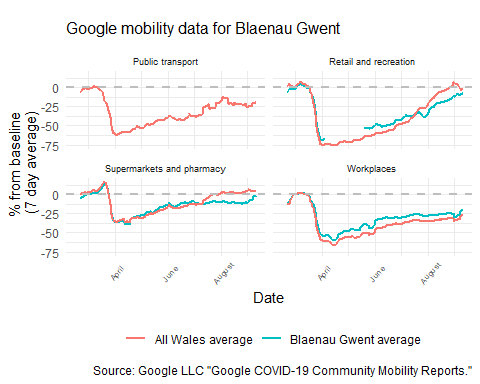 Google mobility data for Blaenau Gwent
Public transport
Retail and recreation
0
-25
-50
-75
Supermarkets and pharmacy
Workplaces
0
-25
-50
-75
% from baseline
(7 day average)
April
June
August
April
June
August
Date
All Wales average
Blaenau Gwent average
Source: Google LLC "Google COVID-19 Community Mobility Reports."